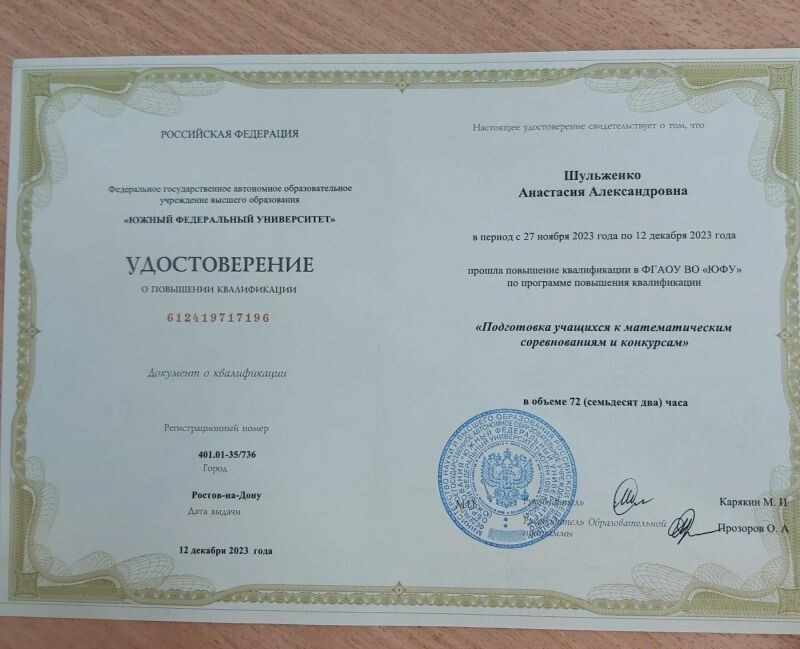 РОССИЙСКАЯ ФЕДЕРАЦИЯ
Федеральное государственное автономное образовательное
учреждение высшего образования
«ЮЖНЫЙ ФЕДЕРАЛЬНЫЙ УНИВЕРСИТЕТ»
УДОСТОВЕРЕНИЕ
О ПОВЫШЕНИИ КВАЛИФИКАЦИИ
612419717196
Документ о квалификации
Регистрационный номер
401.01-35/736
Город
Ростов-на-Дону
Дата выдачи
12 декабря 2023 года
Настоящее удостоверение свидетельствует о том, что
Шульженко
Анастасия Александровна
в период с 27 ноября 2023 года по 12 декабря 2023 года
прошла повышение квалификации в ФГАОУ ВО «ЮФУ»
по программе повышения квалификации
«Подготовка учащихся к математическим
соревнованиям и конкурсам»
в объеме 72 (семьдесят два) часа
М.П.
Руководитель
Карякин М. И
Руководитель Образовательной
программы
Прозоров О. А